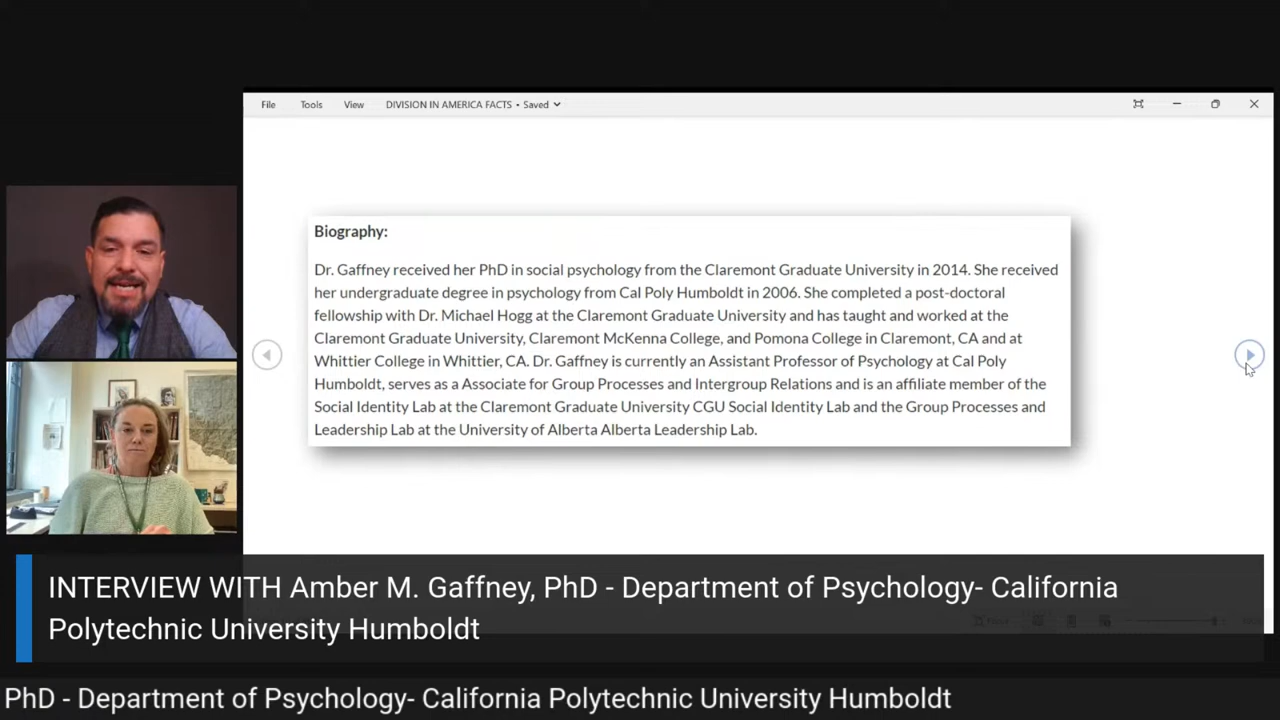 File Tools View DIVISION IN AMERICA FACTS • Saved
Biography:
Dr. Gaffney received her PhD in social psychology from the Claremont Graduate University in 2014. She received
her undergraduate degree in psychology from Cal Poly Humboldt in 2006. She completed a post-doctoral
fellowship with Dr. Michael Hogg at the Claremont Graduate University and has taught and worked at the
Claremont Graduate University, Claremont McKenna College, and Pomona College in Claremont, CA and at
Whittier College in Whittier, CA. Dr. Gaffney is currently an Assistant Professor of Psychology at Cal Poly
Humboldt, serves as a Associate for Group Processes and Intergroup Relations and is an affiliate member of the
Social Identity Lab at the Claremont Graduate University CGU Social Identity Lab and the Group Processes and
Leadership Lab at the University of Alberta Alberta Leadership Lab.
INTERVIEW WITH Amber M. Gaffney, PhD - Department of Psychology- California
Polytechnic University Humboldt
PhD - Department of Psychology- California Polytechnic University Humboldt